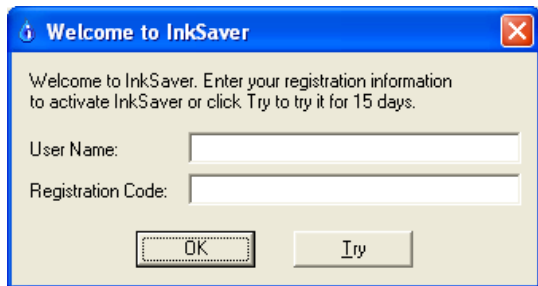 Welcome to InkSaver
Welcome to InkSaver. Enter your registration information
to activate InkSaver or click Try to try it for 15 days.
User Name:
Registration Code:
OK
Try